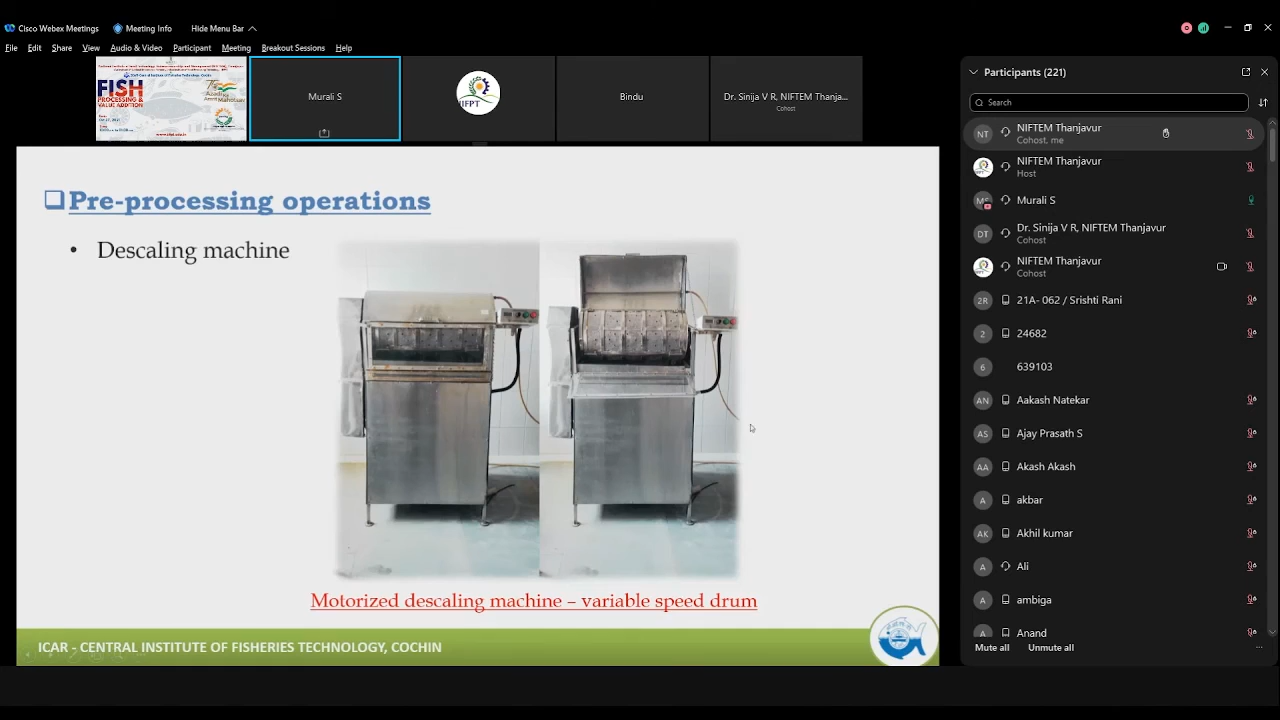 Cisco Webex Meetings
Meeting Info
Hide Menu Bar
File Edit Share View Audio & Video Participant Meeting Breakout Sessions Help
FISH
PROCESSING &
VALUE ADDITION
Murali S
IIFPT
Bindu
Dr. Sinija V R, NIFTEM Thanja...
Cohost
Pre-processing operations
• Descaling machine
Motorized descaling machine – variable speed drum
ICAR - CENTRAL INSTITUTE OF FISHERIES TECHNOLOGY, COCHIN
Participants (221)
Search
NT NIFTEM Thanjavur
Cohost, me
NIFTEM Thanjavur
Host
MS Murali S
DT Dr. Sinija V R, NIFTEM Thanjavur
Cohost
NIFTEM Thanjavur
Cohost
2R 21A- 062 / Srishti Rani
2 24682
6 639103
AN Aakash Natekar
AS Ajay Prasath S
AA Akash Akash
A akbar
AK Akhil kumar
A Ali
A ambiga
A Anand
Mute all Unmute all ...